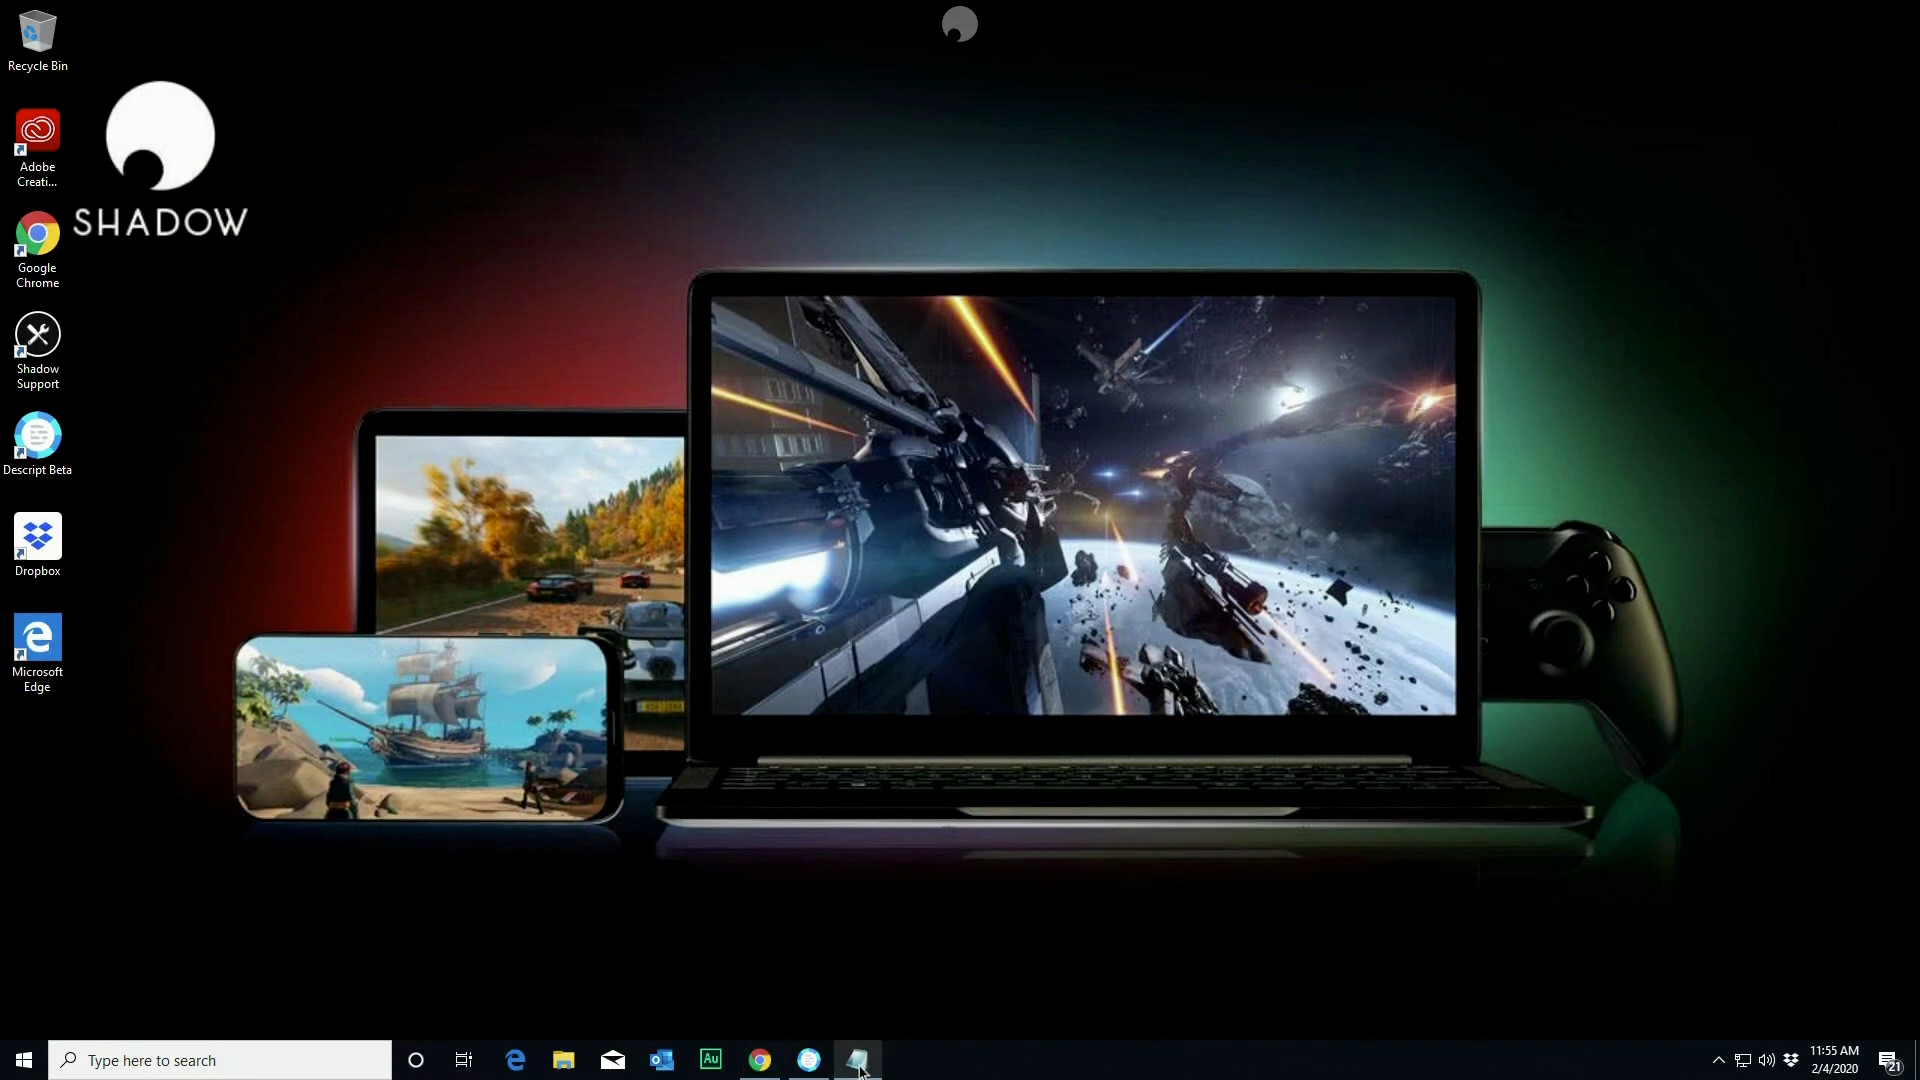 Recycle Bin
Adobe
Creati...
SHADOW
Google
Chrome
Shadow
Support
Descript Beta
Dropbox
Microsoft
Edge
Type here to search
Au
11:55 AM
2/4/2020
21